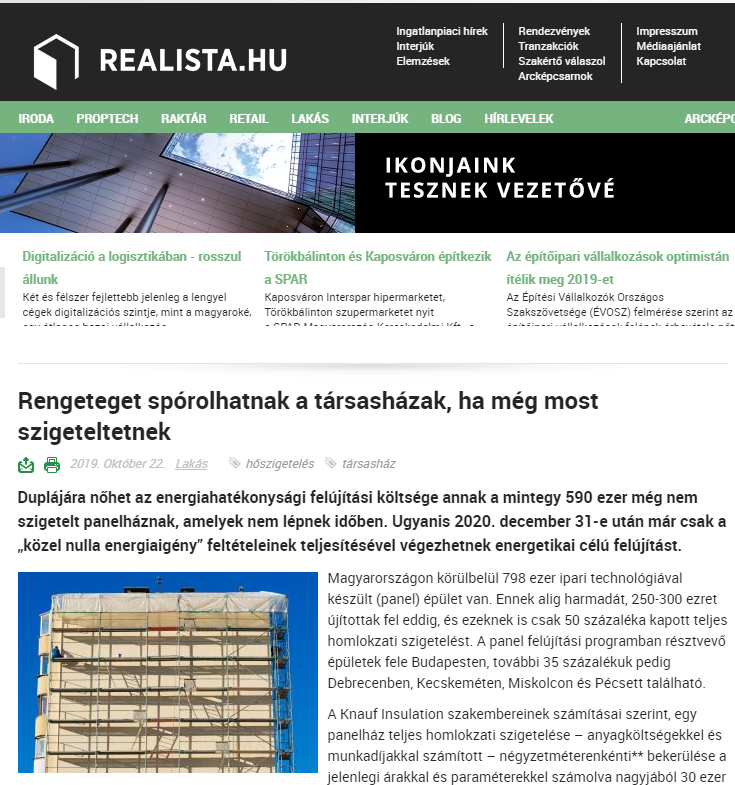 REALISTA.HU
Ingatlanpiaci hírek
Interjúk
Elemzések
Rendezvények
Tranzakciók
Szakértő válaszol
Arcképcsarnok
Impresszum
Médiaajánlat
Kapcsolat
IRODA PROPTECH RAKTÁR RETAIL LAKÁS INTERJÚK BLOG HÍRLEVELEK
IKONJAINK
TESZNEK VEZETŐVÉ
Digitalizáció a logisztikában - rosszul
állunk
Két és félszer fejlettebb jelenleg a lengyel
cégek digitalizációs szintje, mint a magyaroké,
Törökbálinton és Kaposváron építkezik
a SPAR
Kaposváron Interspar hipermarketet,
Törökbálinton szupermarketet nyit
Az építőipari vállalkozások optimistán
ítélik meg 2019-et
Az Építési Vállalkozók Országos
Szakszövetsége (ÉVOSZ) felmérése szerint az
Rengeteget spórolhatnak a társasházak, ha még most
szigeteltetnek
2019. Október 22. Lakás hőszigetelés társasház
Duplájára nőhet az energiahatékonysági felújítási költsége annak a mintegy 590 ezer még nem
szigetelt panelháznak, amelyek nem lépnek időben. Ugyanis 2020. december 31-e után már csak a
„közel nulla energiaigény” feltételeinek teljesítésével végezhetnek energetikai célú felújítást.
Magyarországon körülbelül 798 ezer ipari technológiával
készült (panel) épület van. Ennek alig harmadát, 250-300 ezret
újítottak fel eddig, és ezeknek is csak 50 százaléka kapott teljes
homlokzati szigetelést. A panel felújítási programban résztvevő
épületek fele Budapesten, további 35 százalékuk pedig
Debrecenben, Kecskeméten, Miskolcon és Pécsett található.
A Knauf Insulation szakembereinek számításai szerint, egy
panelház teljes homlokzati szigetelése – anyagköltségekkel és
munkadíjakkal számított – négyzetméterenkénti** bekerülése a
jelenlegi árakkal és paraméterekkel számolva nagyjából 30 ezer